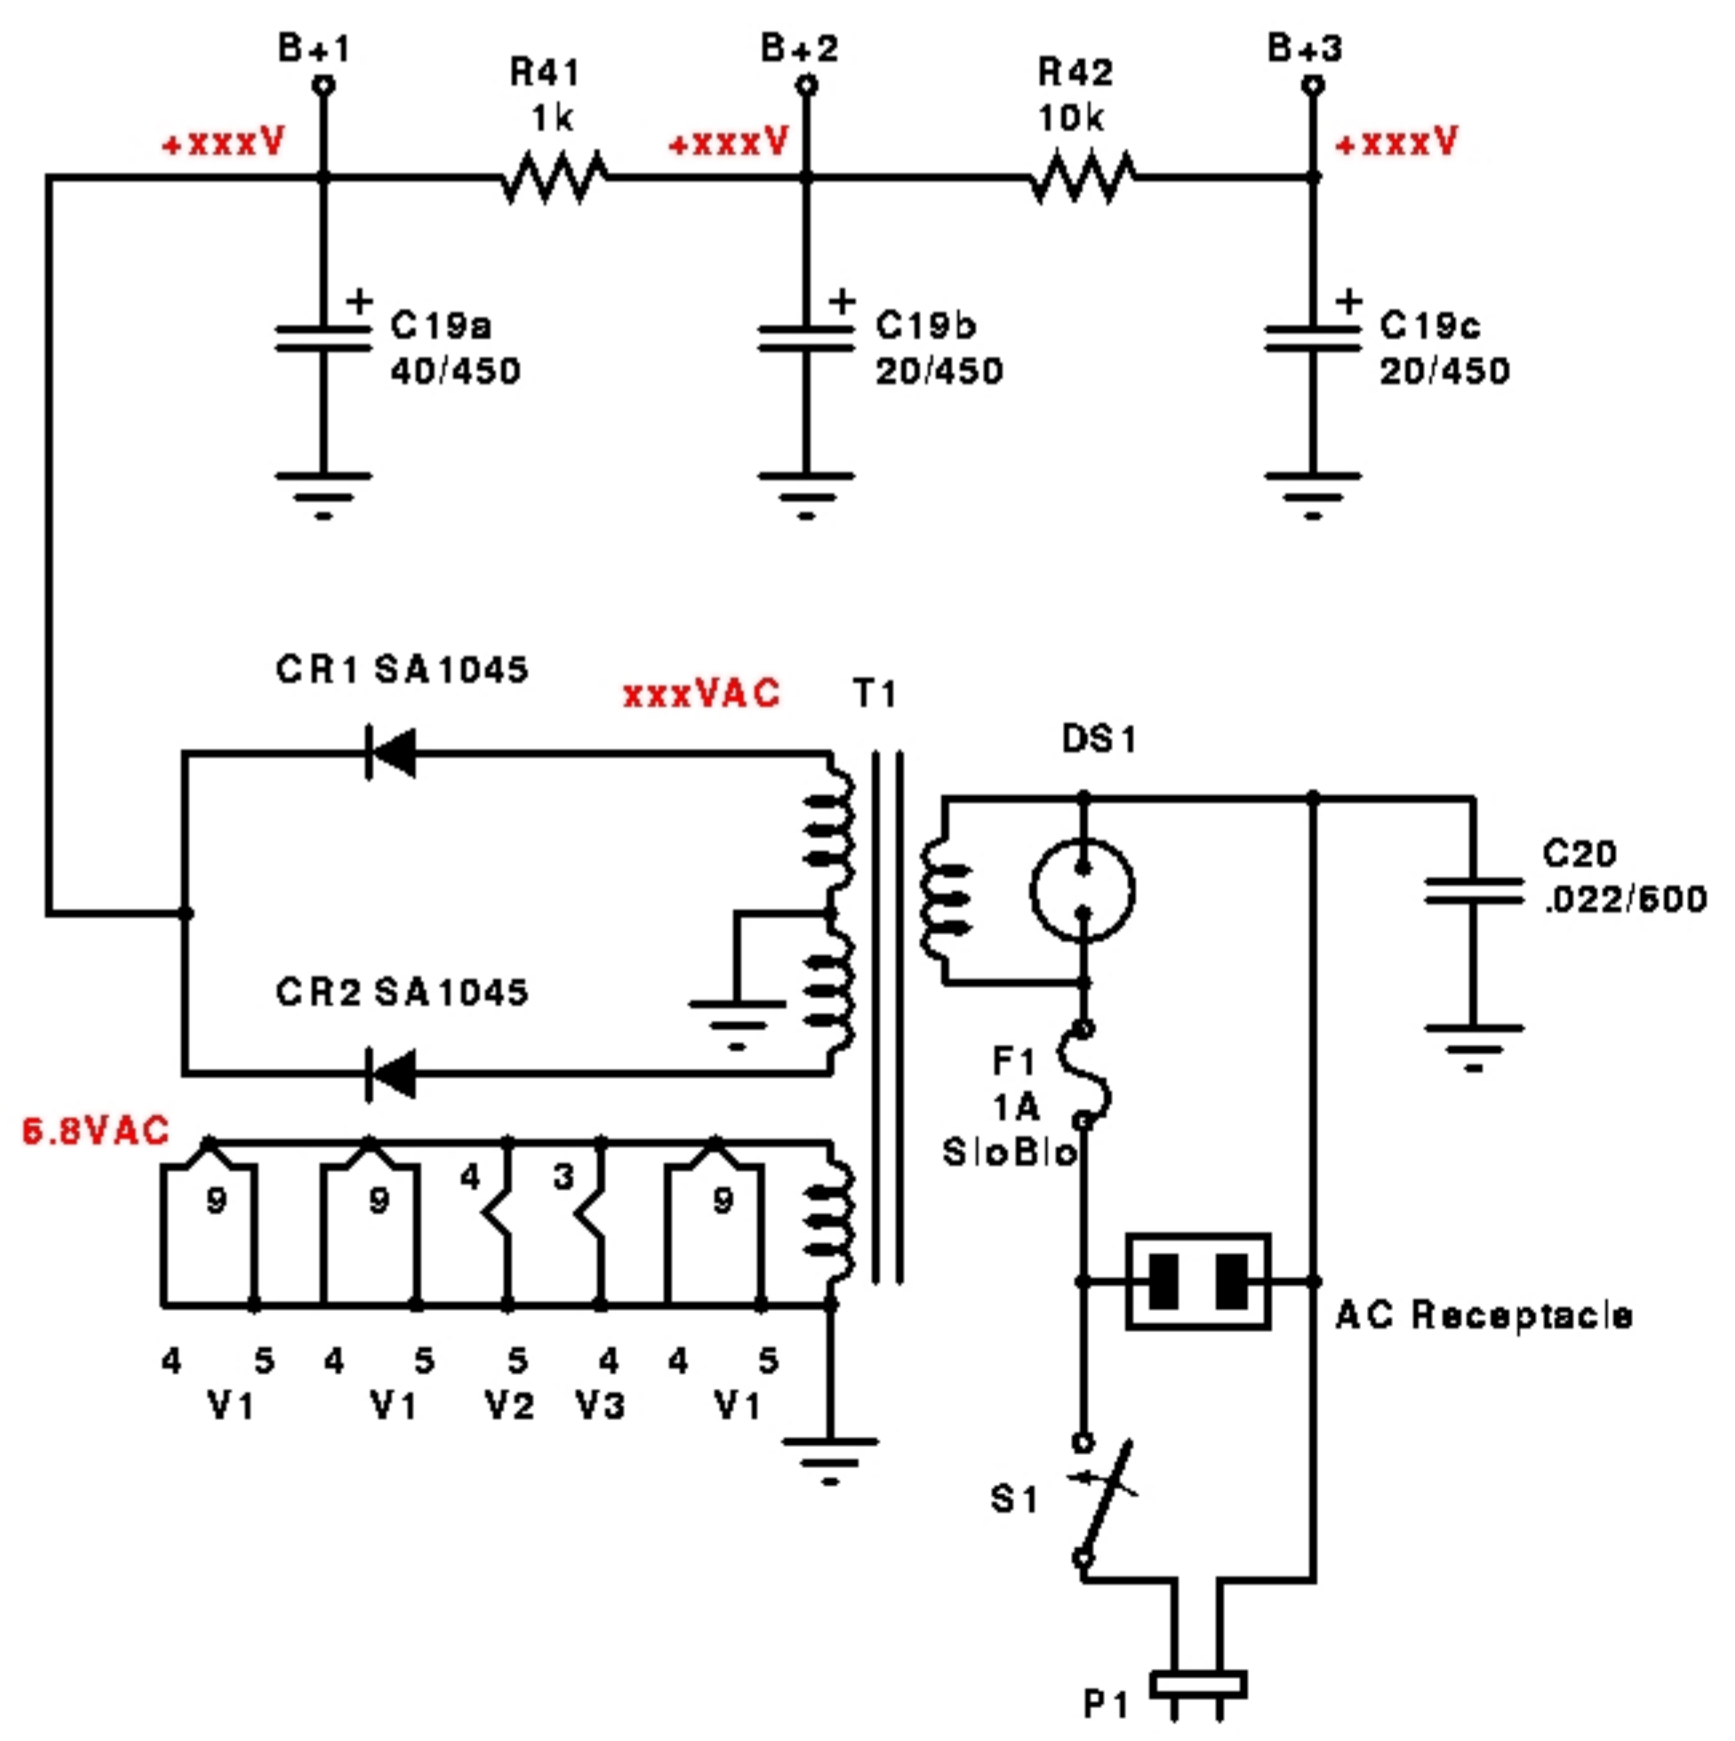 B+1
R41
1k
B+2
R42
10k
B+3
+xxxV
+xxxV
+xxxV
+
C19a
40/450
+
C19b
20/450
+
C19c
20/450
CR1 SA1045
xxxVAC
T1
DS1
C20
.022/600
CR2 SA1045
F1
1A
SloBlo
6.8VAC
9
9
4
3
9
4 5 4 5 5 4 4 5
V1 V1 V2 V3 V1
AC Receptacle
S1
P1